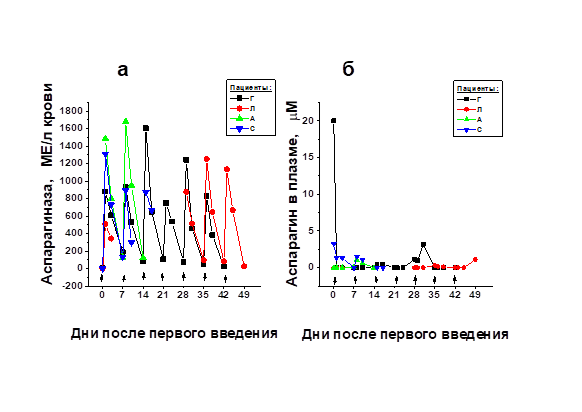 а
б
Пациенты:
Г
Л
А
С
Пациенты:
Г
Л
А
С
Аспарагиназа, МЕ/л крови
1800
1600
1400
1200
1000
800
600
400
200
0
-200
0 7 14 21 28 35 42 49
Дни после первого введения
Аспарагин в плазме, μМ
20
15
10
5
0
0 7 14 21 28 35 42 49
Дни после первого введения